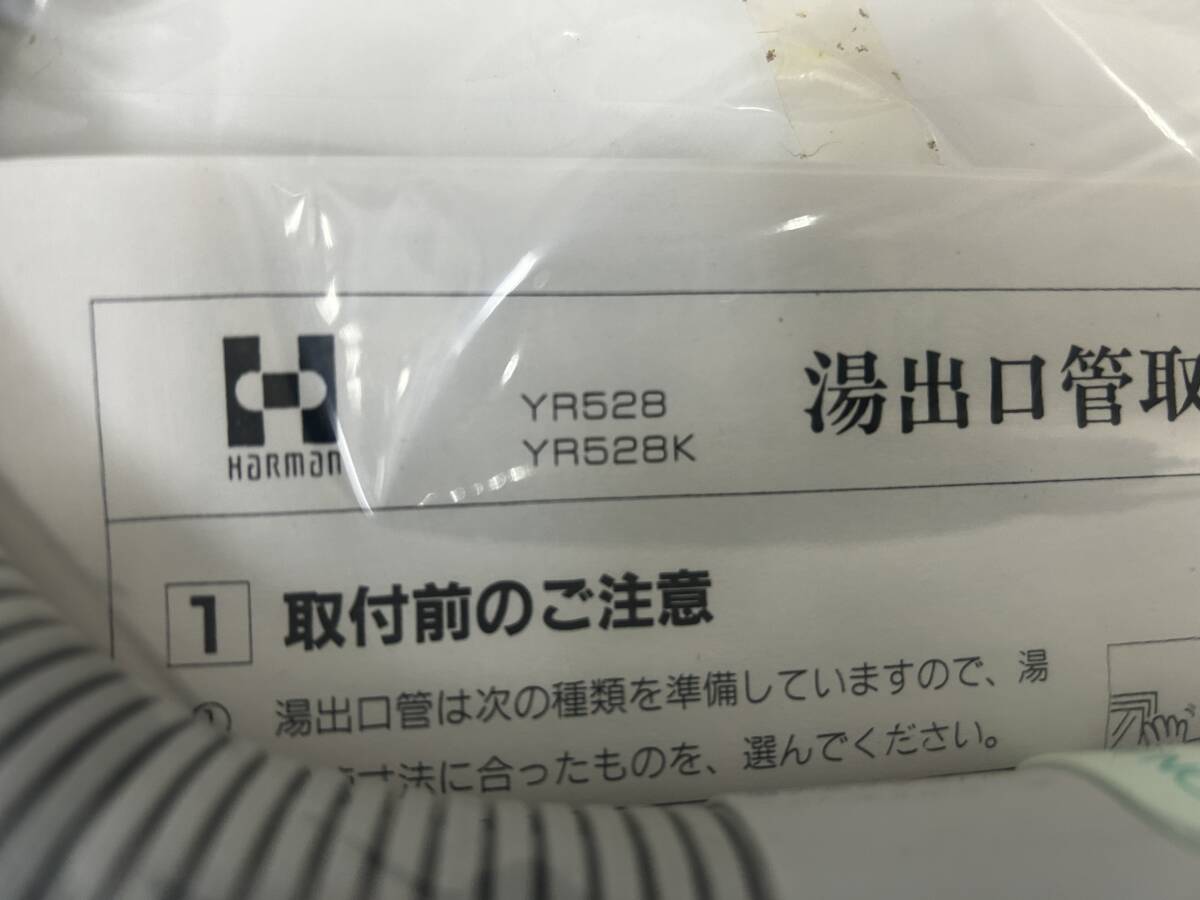 HARMAN
YR528
YR528K
湯出口管取
1 取付前のご注意
① 湯出口管は次の種類を準備していますので、湯
寸法に合ったものを、選んでください。